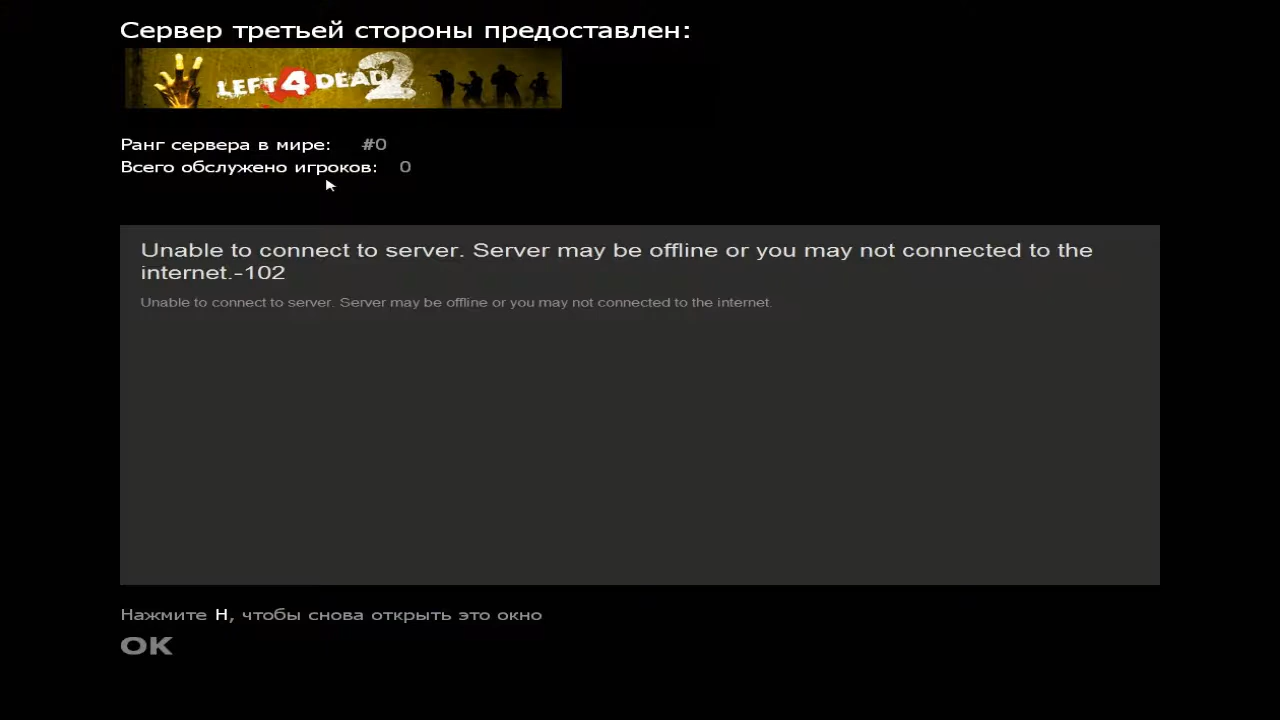 Сервер третьей стороны предоставлен:
LEFT 4 DEAD 2
Ранг сервера в мире: #0
Всего обслужено игроков: 0
Unable to connect to server. Server may be offline or you may not connected to the
internet.-102
Unable to connect to server. Server may be offline or you may not connected to the internet.
Нажмите H, чтобы снова открыть это окно
OK